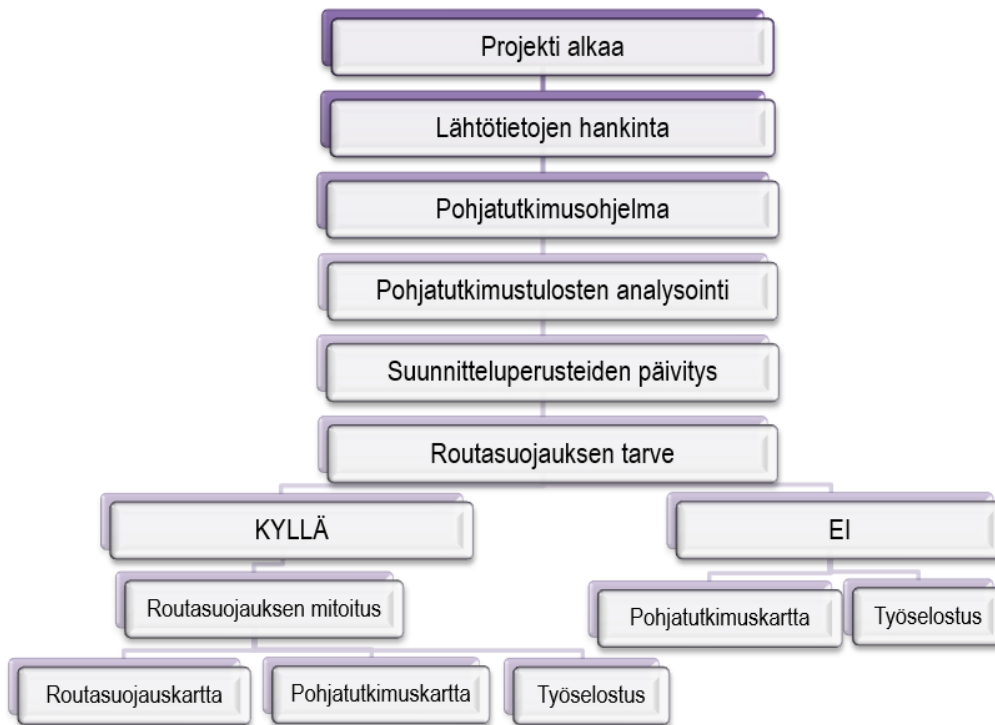 Projekti alkaa
Lähtötietojen hankinta
Pohjatutkimusohjelma
Pohjatutkimustulosten analysointi
Suunnitteluperusteiden päivitys
Routasuojauksen tarve
KYLLÄ
EI
Routasuojauksen mitoitus
Pohjatutkimuskartta
Työselostus
Routasuojauskartta
Pohjatutkimuskartta
Työselostus